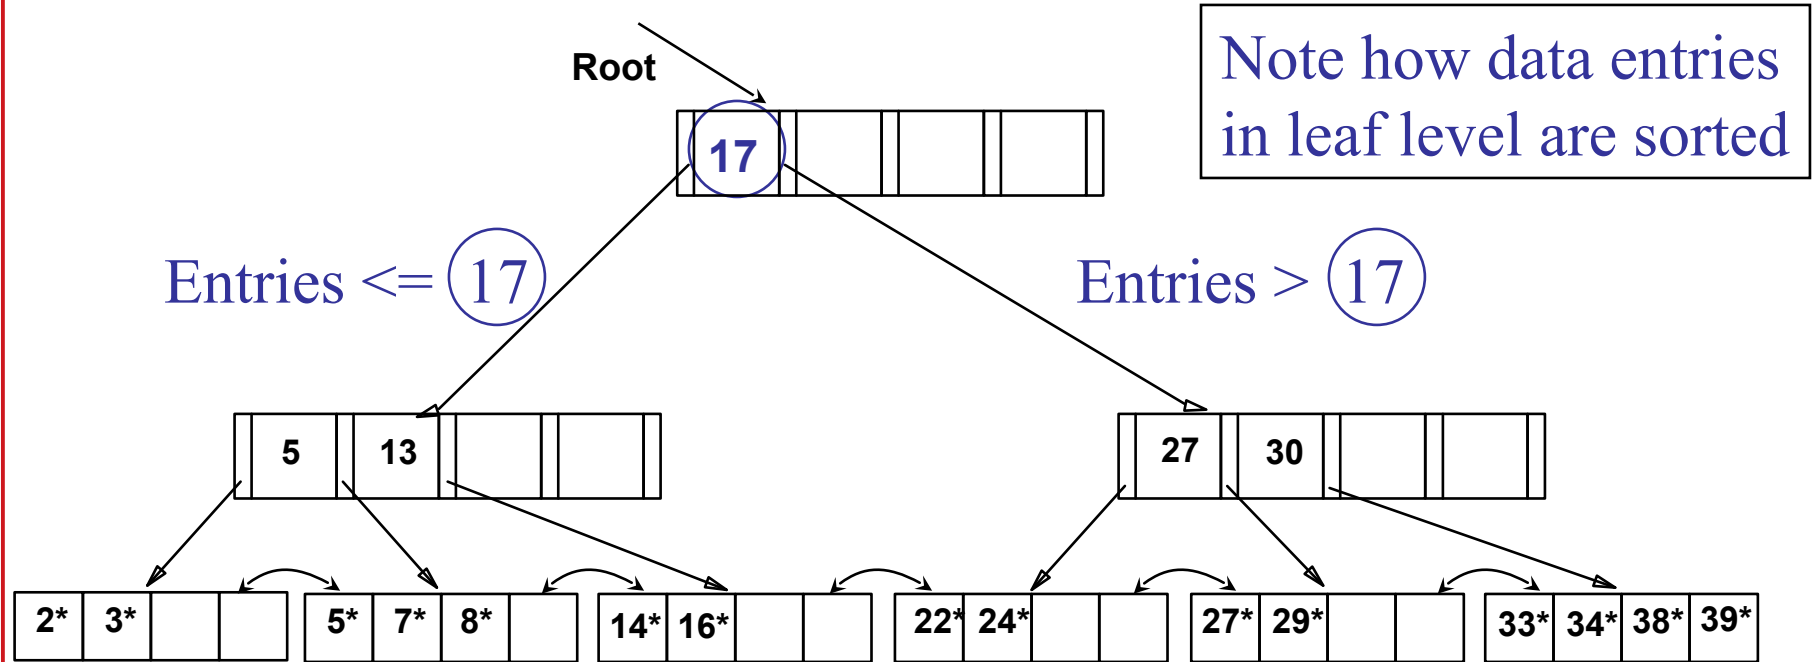 Root
Note how data entries
in leaf level are sorted
17
Entries <= 17
Entries > 17
5 13
27 30
2* 3*
5* 7* 8*
14* 16*
22* 24*
27* 29*
33* 34* 38* 39*